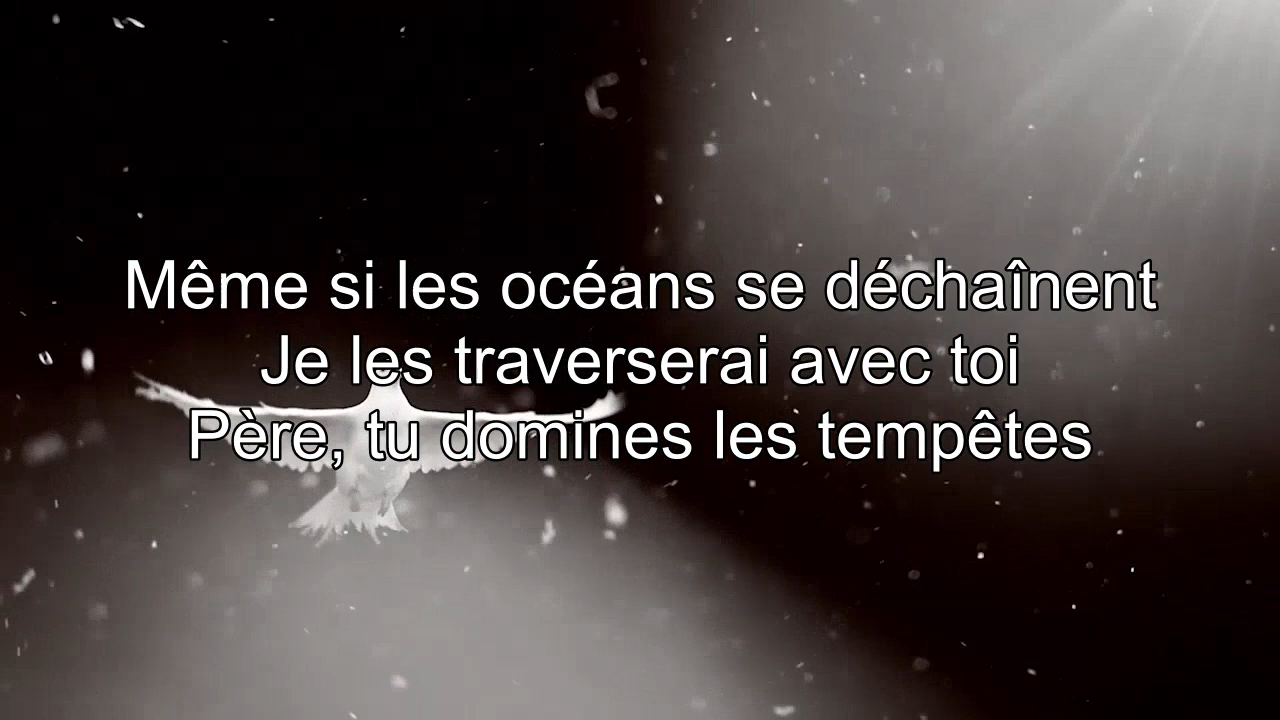 Même si les océans se déchaînent
Je les traverserai avec toi
Père, tu domines les tempêtes